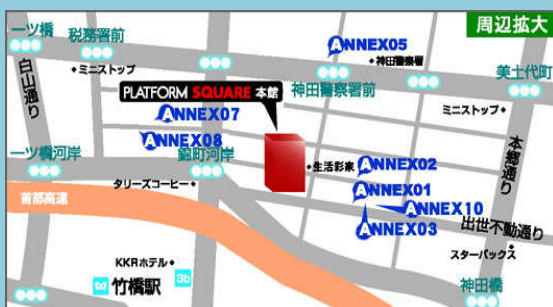 周辺拡大
一ツ橋
税務署前
ANNEX05
神田警察署
ミニストップ
白山通り
PLATFORM SQUARE 本館
神田警察署前
美土代町
ミニストップ
ANNEX07
ANNEX08
本郷通り
一ツ橋河岸
錦町河岸
生活彩家
ANNEX02
タリーズコーヒー
ANNEX01
首都高速
ANNEX10
出世不動通り
ANNEX03
スターバックス
KKRホテル
竹橋駅
3b
神田橋